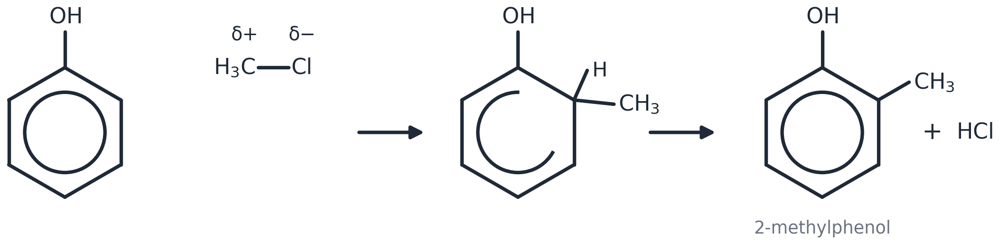 OH
δ+ δ−
H₃C Cl
OH
H
CH₃
OH
CH₃
+ HCl
2-methylphenol